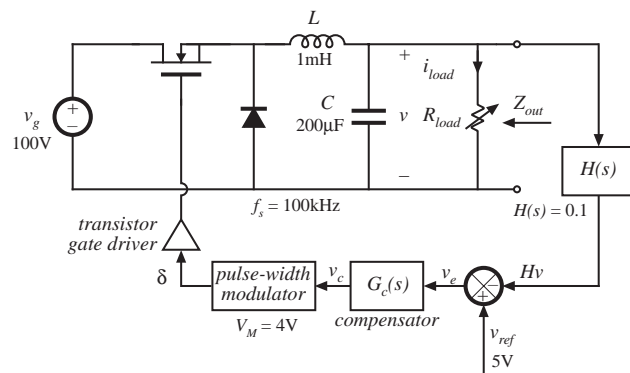 L
1mH
v_g
100V
+
–
C
200µF
+
v
–
i_load
R_load
Z_out
H(s)
H(s) = 0.1
f_s = 100kHz
transistor
gate driver
δ
pulse-width
modulator
V_M = 4V
v_c
G_c(s)
compensator
v_e
–
+
Hv
v_ref
5V